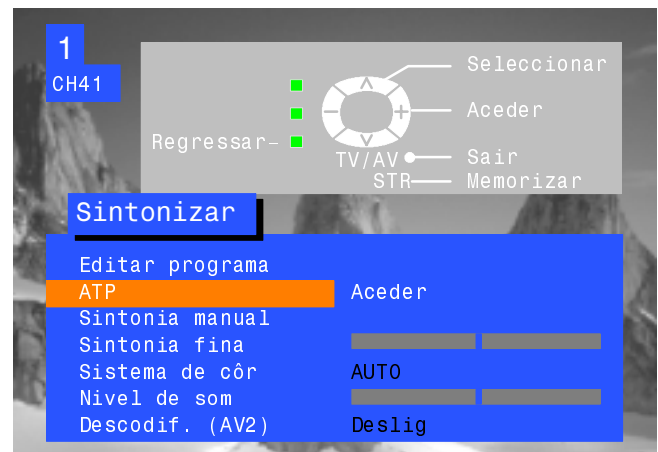 1
CH41
Seleccionar
Aceder
Regressar–
TV/AV
Sair
STR
Memorizar
Sintonizar
Editar programa
ATP Aceder
Sintonia manual
Sintonia fina
Sistema de côr AUTO
Nivel de som
Descodif. (AV2) Deslig